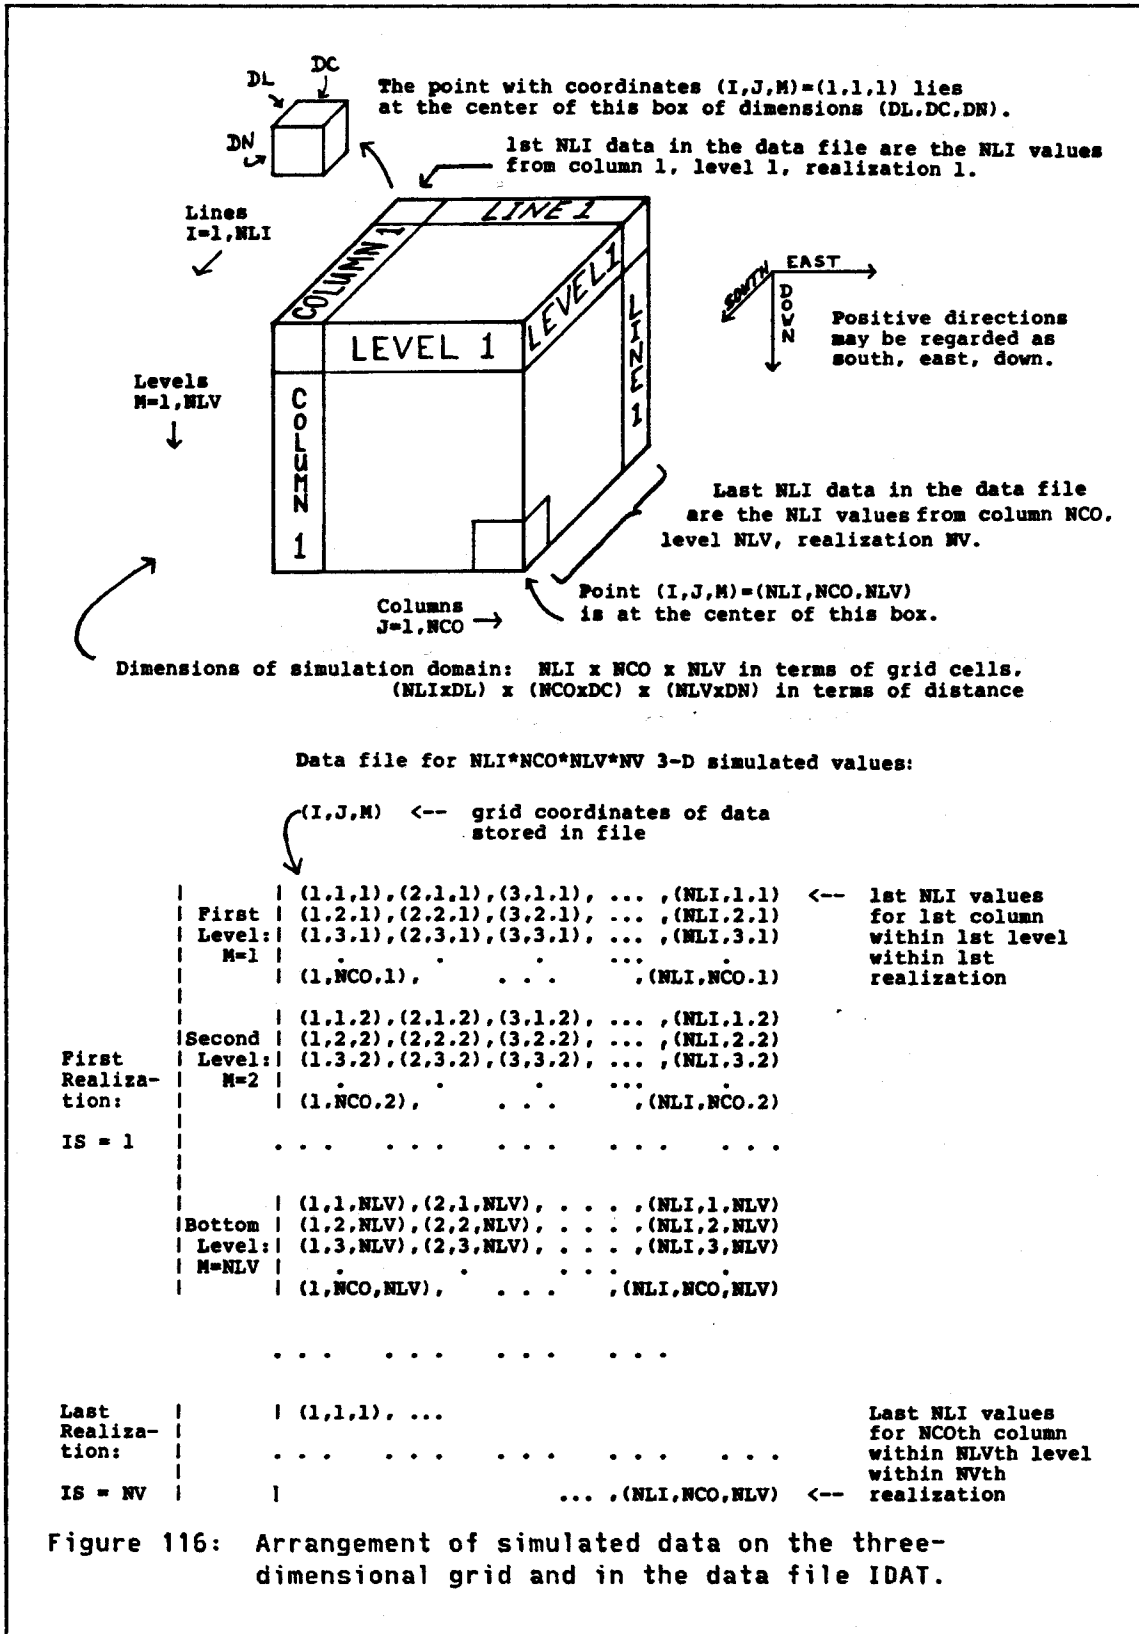 DL DC
DN
The point with coordinates (I,J,M)=(1,1,1) lies
at the center of this box of dimensions (DL,DC,DN).
1st NLI data in the data file are the NLI values
from column 1, level 1, realization 1.
Lines
I=1,NLI
LINE 1
COLUMN 1
LEVEL 1
LEVEL 1
LINE 1
COLUMN 1
SOUTH
EAST
DOWN
Positive directions
may be regarded as
south, east, down.
Levels
M=1,NLV
Last NLI data in the data file
are the NLI values from column NCO,
level NLV, realization NV.
Point (I,J,M)=(NLI,NCO,NLV)
is at the center of this box.
Columns
J=1,NCO →
Dimensions of simulation domain: NLI x NCO x NLV in terms of grid cells,
(NLIxDL) x (NCOxDC) x (NLVxDN) in terms of distance
Data file for NLI*NCO*NLV*NV 3-D simulated values:
(I,J,M) <-- grid coordinates of data
stored in file
| | (1,1,1),(2,1,1),(3,1,1), ... ,(NLI,1,1) <-- 1st NLI values
| First | (1,2,1),(2,2,1),(3,2,1), ... ,(NLI,2,1) for 1st column
| Level:| (1,3,1),(2,3,1),(3,3,1), ... ,(NLI,3,1) within 1st level
| M=1 | . . . ... . within 1st
| | (1,NCO,1), . . . ,(NLI,NCO,1) realization
| | (1,1,2),(2,1,2),(3,1,2), ... ,(NLI,1,2)
|Second | (1,2,2),(2,2,2),(3,2,2), ... ,(NLI,2,2)
First | Level:| (1,3,2),(2,3,2),(3,3,2), ... ,(NLI,3,2)
Realiza- | M=2 | . . . ... .
tion: | | (1,NCO,2), . . . ,(NLI,NCO,2)
IS = 1 | . . . . . . . . . . . . . . .
| | (1,1,NLV),(2,1,NLV), . . . . ,(NLI,1,NLV)
|Bottom | (1,2,NLV),(2,2,NLV), . . . . ,(NLI,2,NLV)
| Level:| (1,3,NLV),(2,3,NLV), . . . . ,(NLI,3,NLV)
| M=NLV | . . . . . .
| | (1,NCO,NLV), . . . ,(NLI,NCO,NLV)
. . . . . . . . . . . .
Last | | (1,1,1), ... Last NLI values
Realiza- | for NCOth column
tion: | . . . . . . . . . . . . . . . within NLVth level
within NVth
IS = NV | | ... ,(NLI,NCO,NLV) <-- realization
Figure 116: Arrangement of simulated data on the three-
dimensional grid and in the data file IDAT.